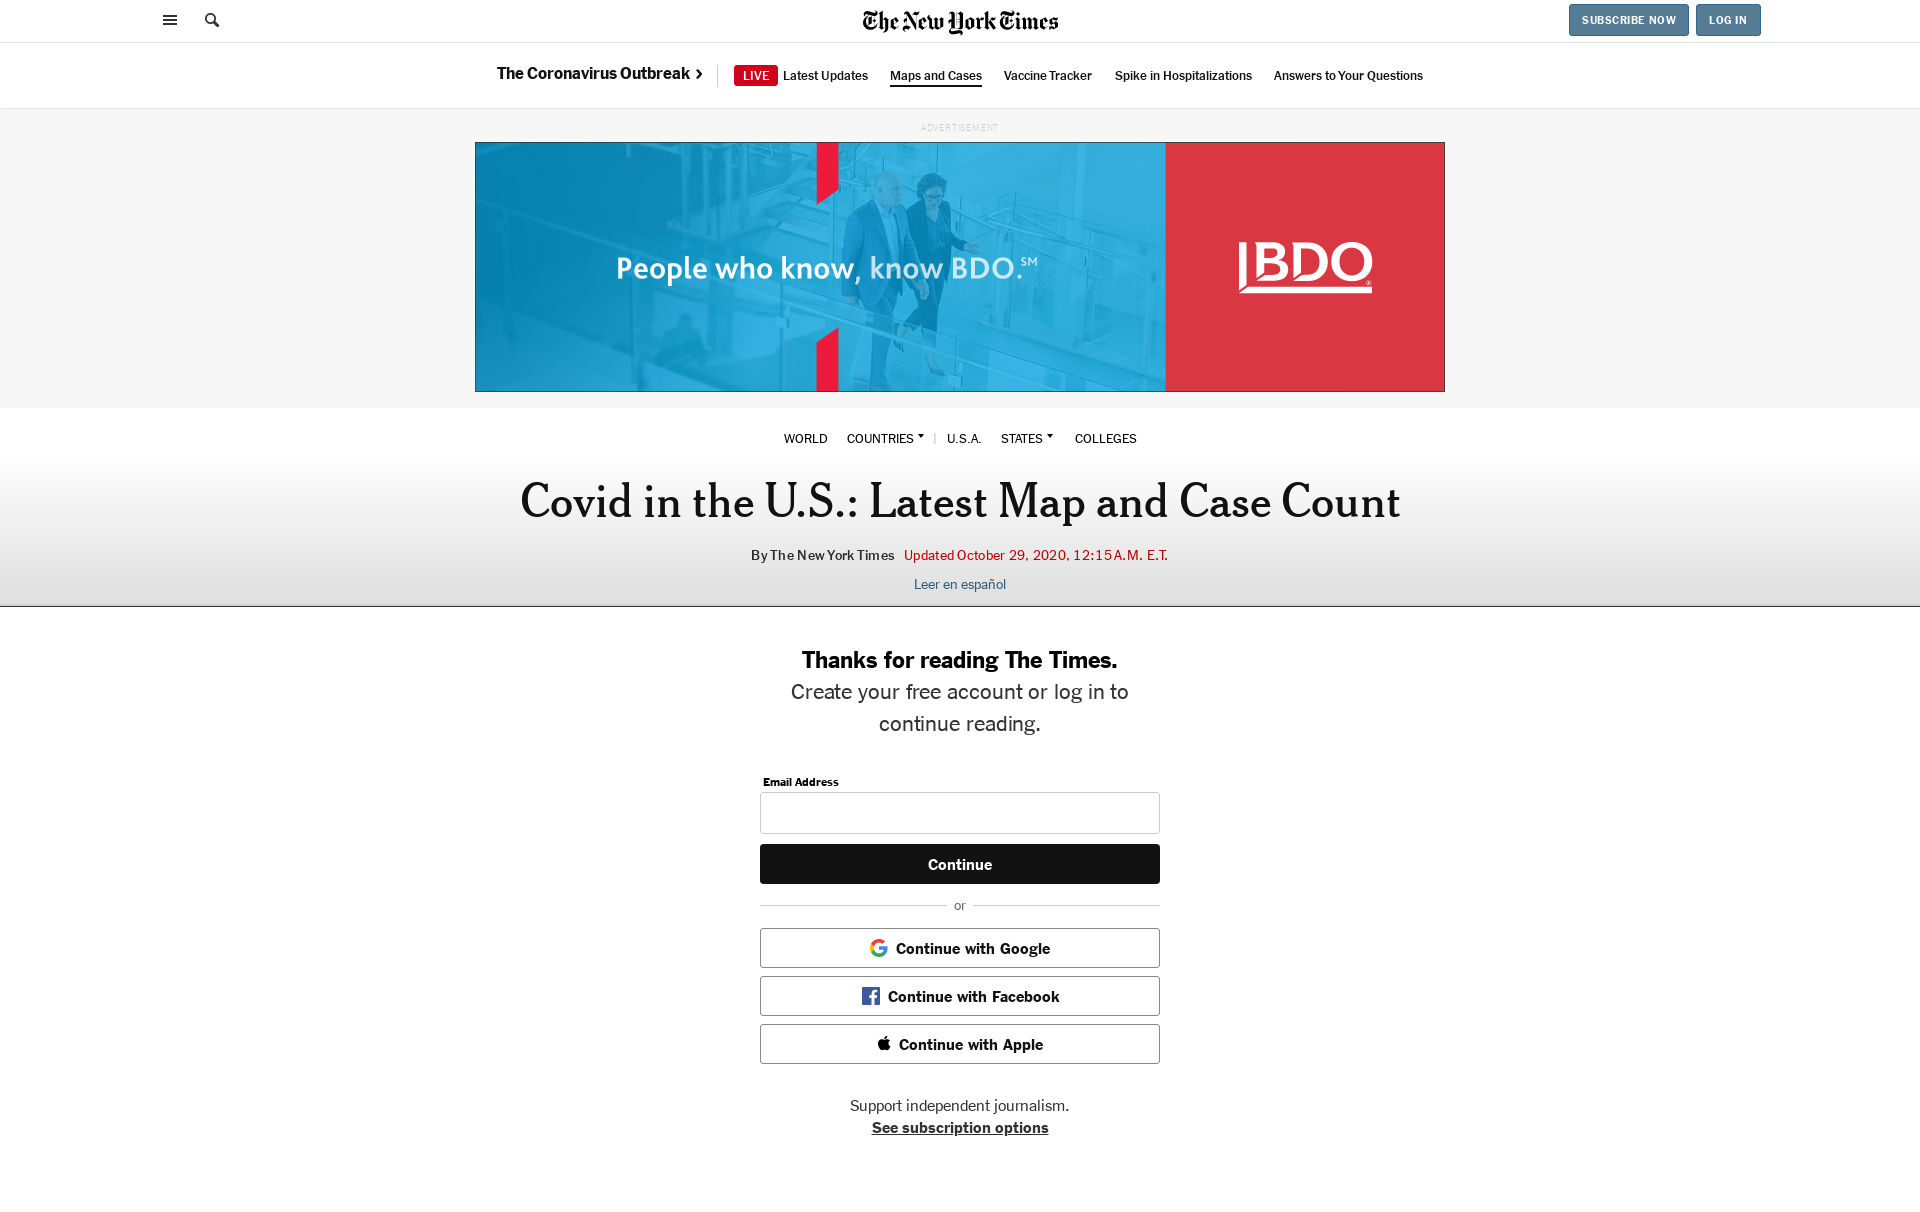 The New York Times
SUBSCRIBE NOW
LOG IN
The Coronavirus Outbreak
LIVE Latest Updates
Maps and Cases
Vaccine Tracker
Spike in Hospitalizations
Answers to Your Questions
ADVERTISEMENT
People who know, know BDO.℠
BDO®
WORLD
COUNTRIES
U.S.A.
STATES
COLLEGES
Covid in the U.S.: Latest Map and Case Count
By The New York Times Updated October 29, 2020, 12:15 A.M. E.T.
Leer en español
Thanks for reading The Times.
Create your free account or log in to
continue reading.
Email Address
Continue
or
Continue with Google
Continue with Facebook
Continue with Apple
Support independent journalism.
See subscription options